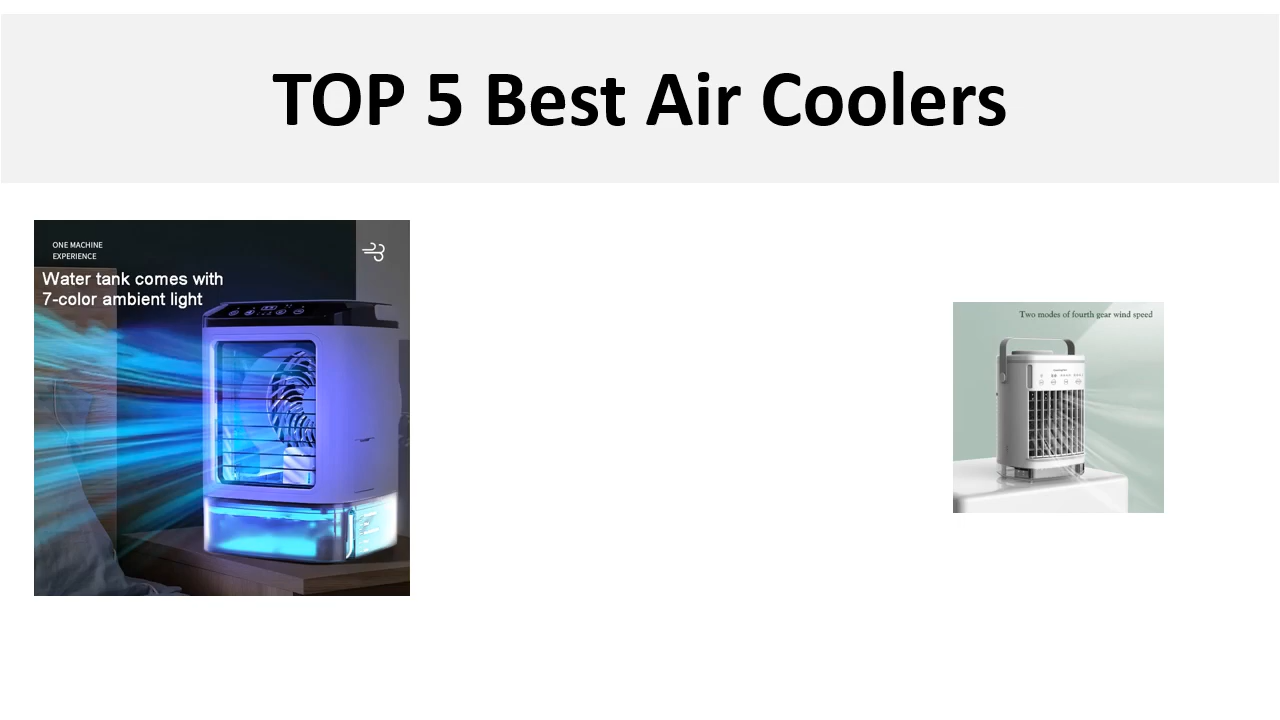 TOP 5 Best Air Coolers
ONE MACHINE
EXPERIENCE
Water tank comes with
7-color ambient light
Two modes of fourth gear wind speed